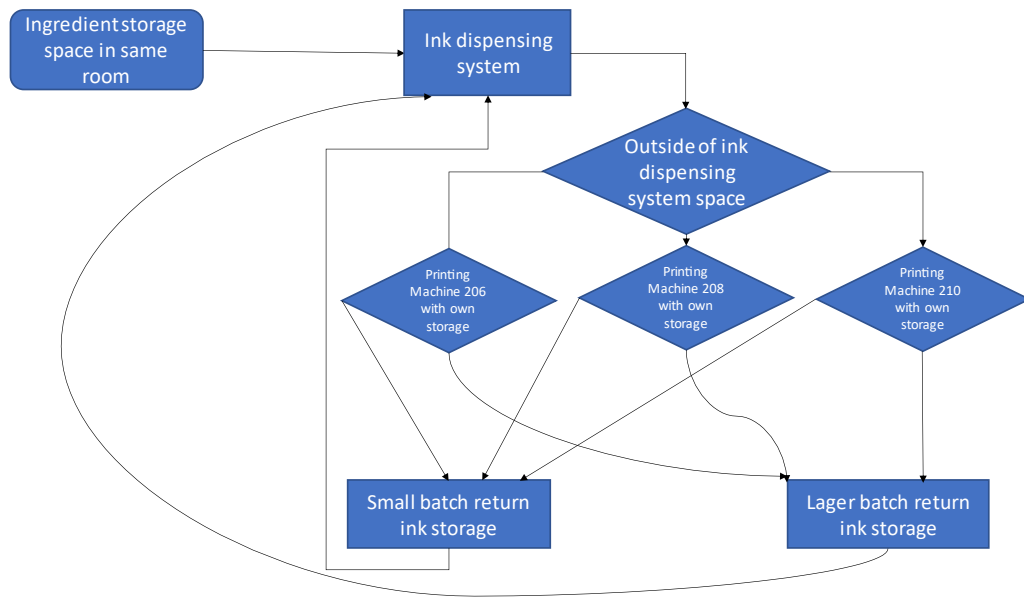 Ingredient storage
space in same
room
Ink dispensing
system
Outside of ink
dispensing
system space
Printing
Machine 206
with own
storage
Printing
Machine 208
with own
storage
Printing
Machine 210
with own
storage
Small batch return
ink storage
Lager batch return
ink storage